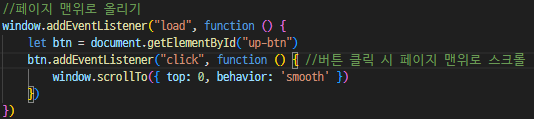 //페이지 맨위로 올리기
window.addEventListener("load", function () {
    let btn = document.getElementById("up-btn")
    btn.addEventListener("click", function () { //버튼 클릭 시 페이지 맨위로 스크롤
        window.scrollTo({ top: 0, behavior: 'smooth' })
    })
})